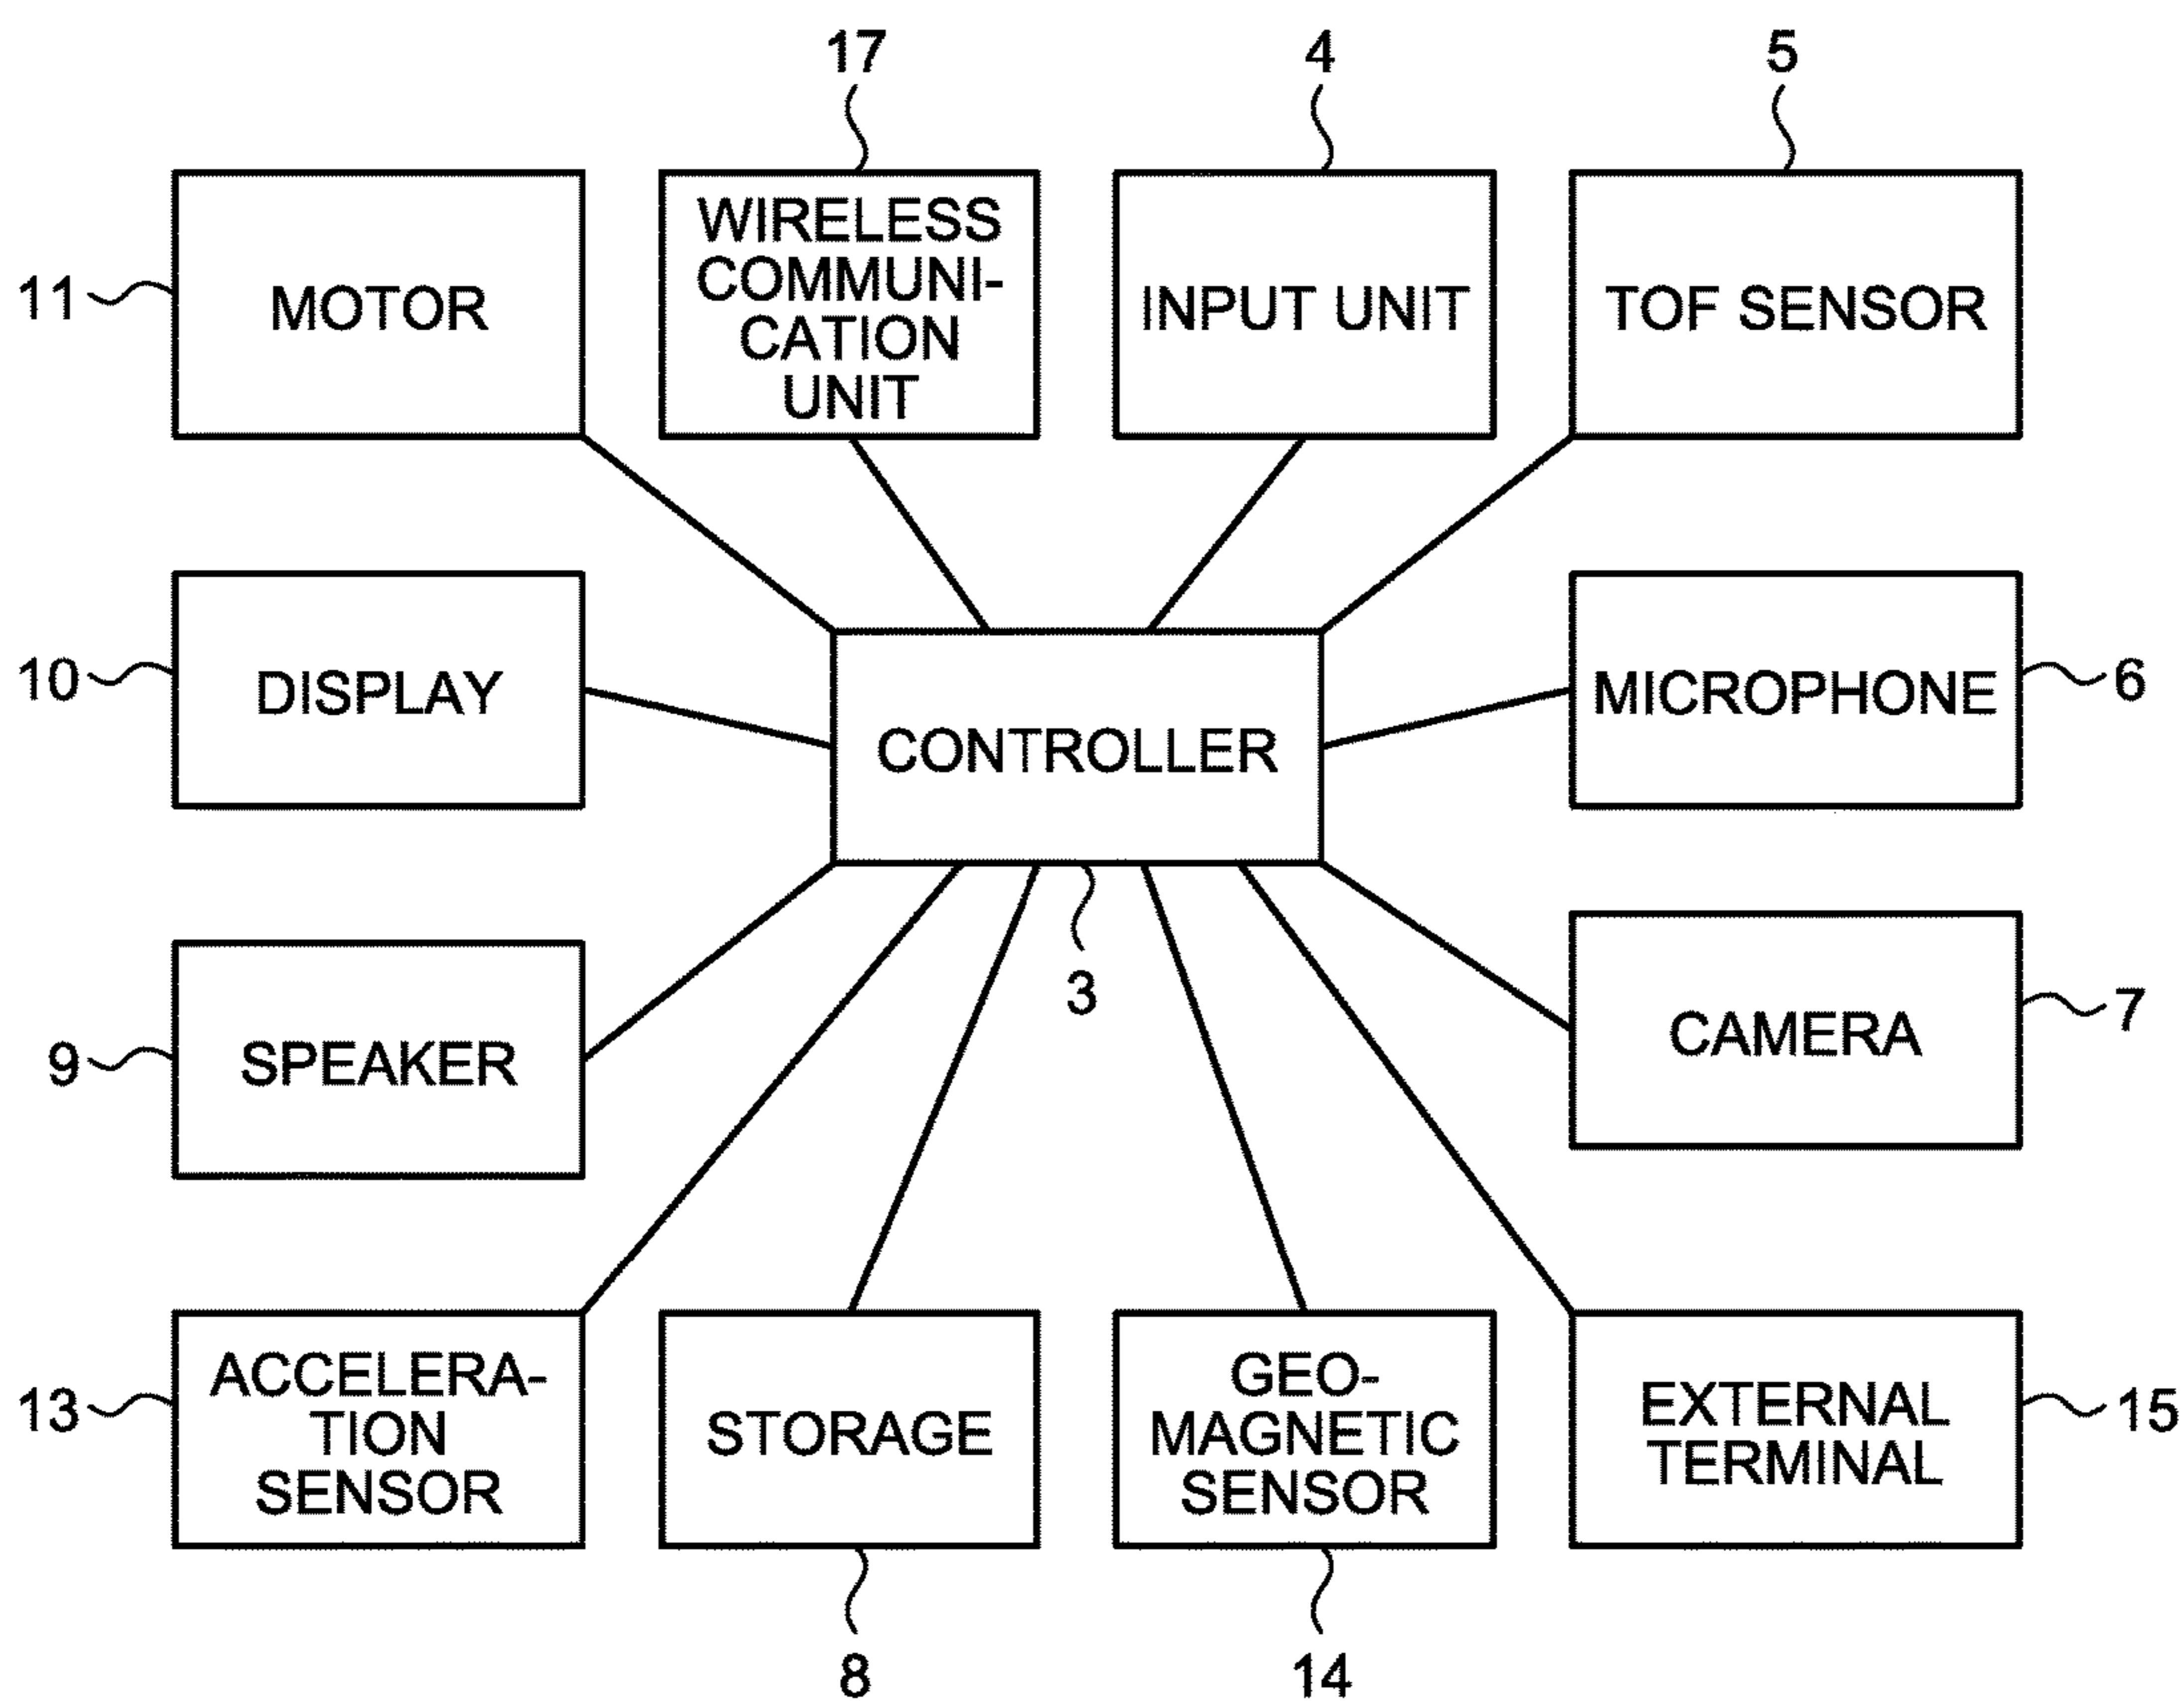 17
4
5
11
MOTOR
WIRELESS
COMMUNI-
CATION
UNIT
INPUT UNIT
TOF SENSOR
10
DISPLAY
CONTROLLER
MICROPHONE
6
3
9
SPEAKER
CAMERA
7
13
ACCELERA-
TION
SENSOR
STORAGE
GEO-
MAGNETIC
SENSOR
EXTERNAL
TERMINAL
15
8
14